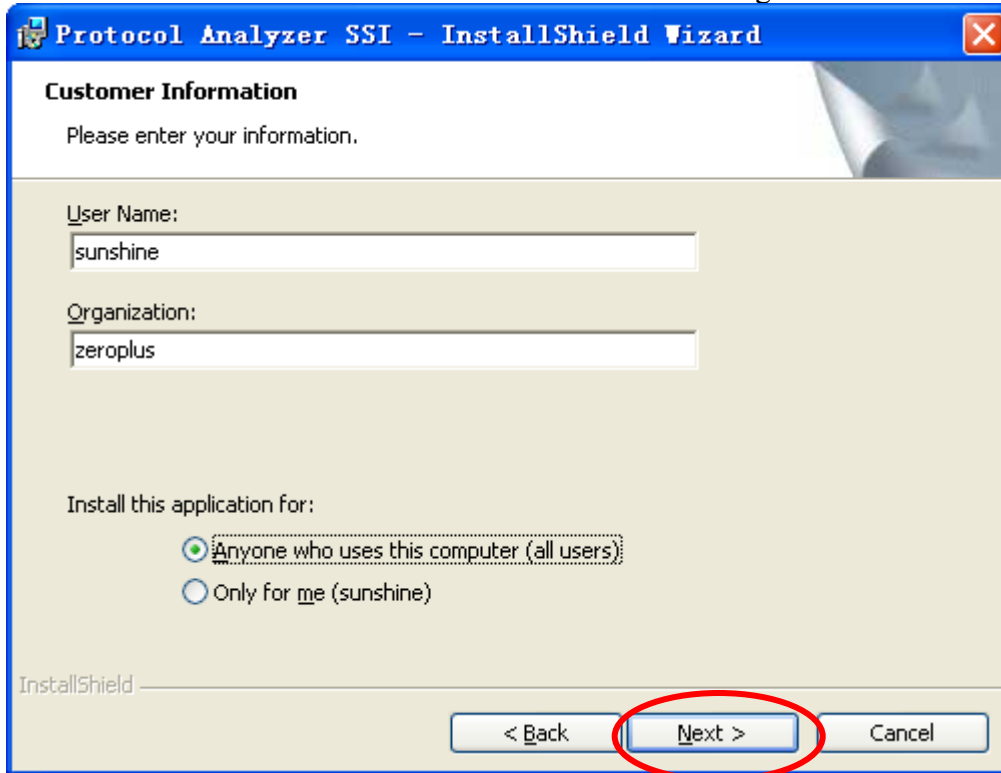 Protocol Analyzer SSI - InstallShield Wizard
Customer Information
Please enter your information.
User Name:
sunshine
Organization:
zeroplus
Install this application for:
Anyone who uses this computer (all users)
Only for me (sunshine)
InstallShield
< Back Next > Cancel